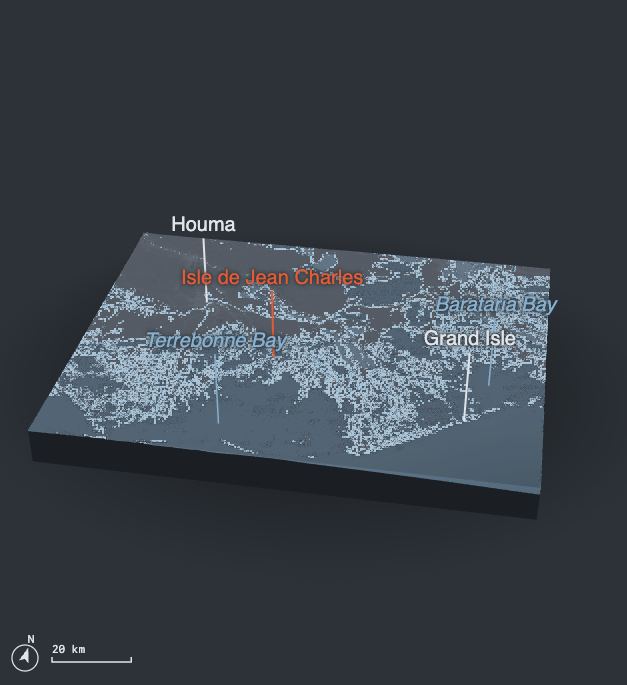 Houma
Isle de Jean Charles
Barataria Bay
Terrebonne Bay
Grand Isle
N
20 km